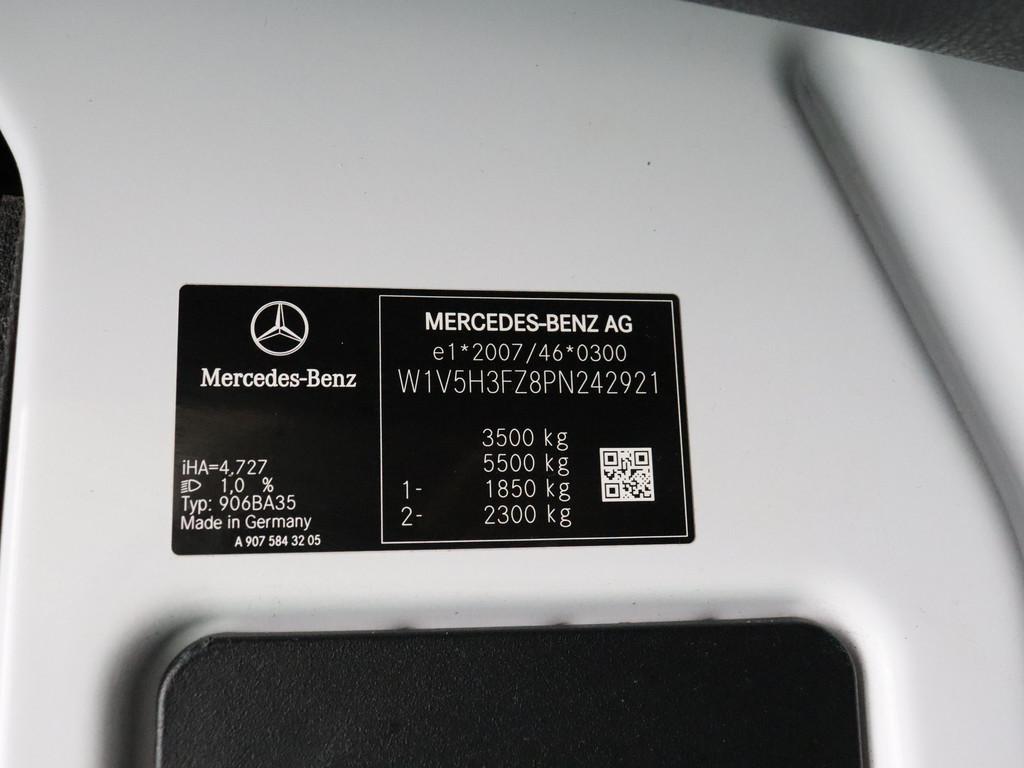 Mercedes-Benz
iHA=4,727
1,0 %
Typ: 906BA35
Made in Germany
A 907 584 32 05
MERCEDES-BENZ AG
e1*2007/46*0300
W1V5H3FZ8PN242921
3500 kg
5500 kg
1- 1850 kg
2- 2300 kg